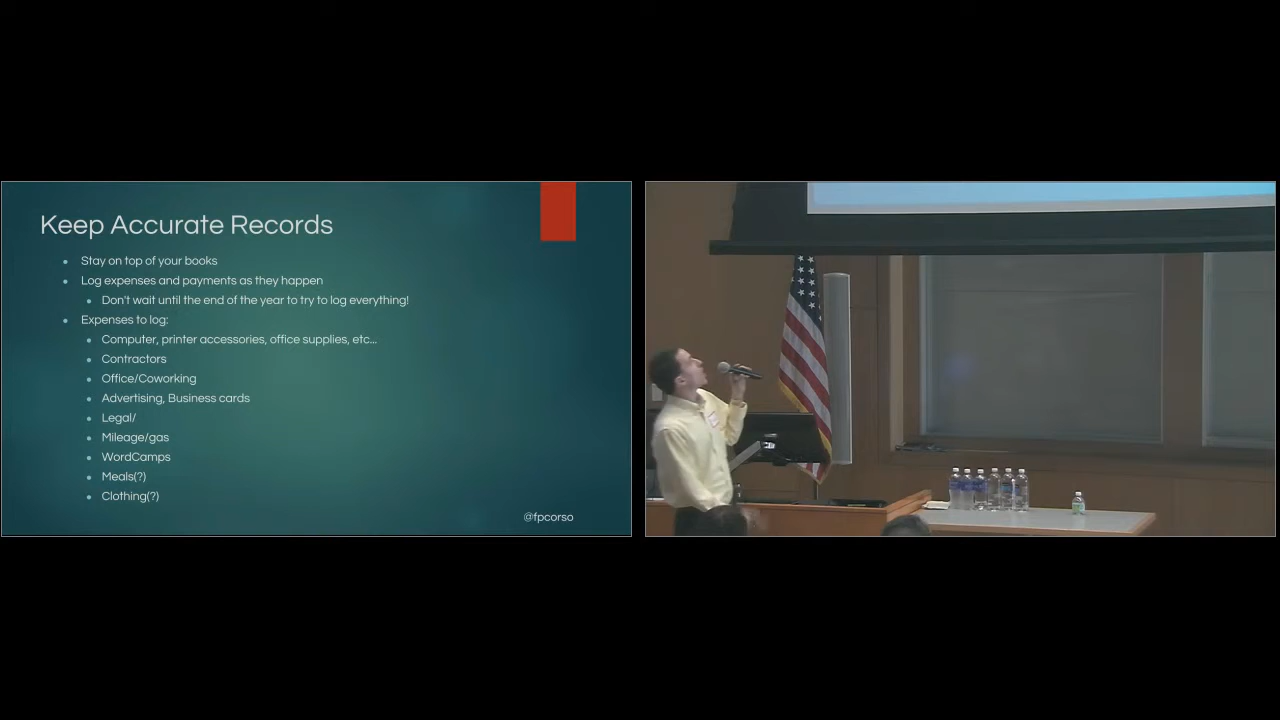 Keep Accurate Records
Stay on top of your books
Log expenses and payments as they happen
Don't wait until the end of the year to try to log everything!
Expenses to log:
Computer, printer accessories, office supplies, etc...
Contractors
Office/Coworking
Advertising, Business cards
Legal/
Mileage/gas
WordCamps
Meals(?)
Clothing(?)
@fpcorso